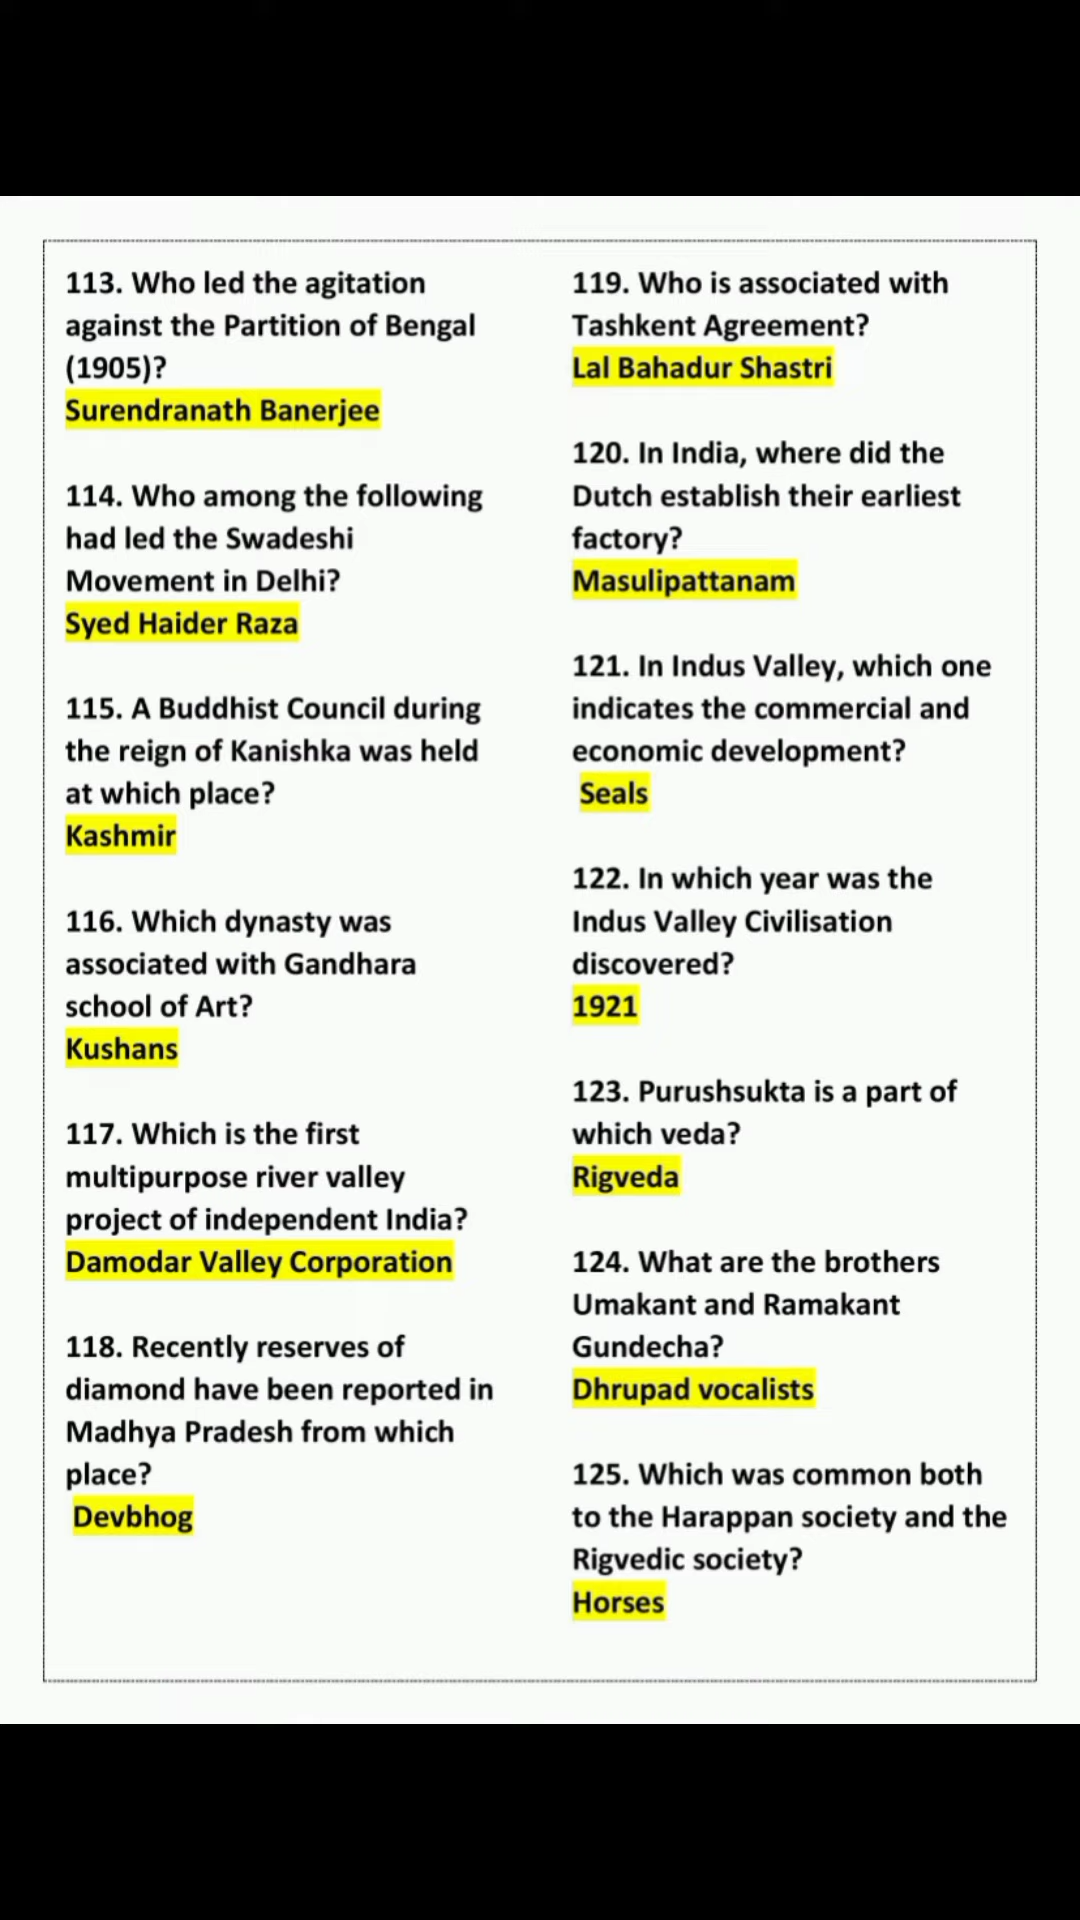 113. Who led the agitation
against the Partition of Bengal
(1905)?
Surendranath Banerjee
114. Who among the following
had led the Swadeshi
Movement in Delhi?
Syed Haider Raza
115. A Buddhist Council during
the reign of Kanishka was held
at which place?
Kashmir
116. Which dynasty was
associated with Gandhara
school of Art?
Kushans
117. Which is the first
multipurpose river valley
project of independent India?
Damodar Valley Corporation
118. Recently reserves of
diamond have been reported in
Madhya Pradesh from which
place?
Devbhog
119. Who is associated with
Tashkent Agreement?
Lal Bahadur Shastri
120. In India, where did the
Dutch establish their earliest
factory?
Masulipattanam
121. In Indus Valley, which one
indicates the commercial and
economic development?
Seals
122. In which year was the
Indus Valley Civilisation
discovered?
1921
123. Purushsukta is a part of
which veda?
Rigveda
124. What are the brothers
Umakant and Ramakant
Gundecha?
Dhrupad vocalists
125. Which was common both
to the Harappan society and the
Rigvedic society?
Horses